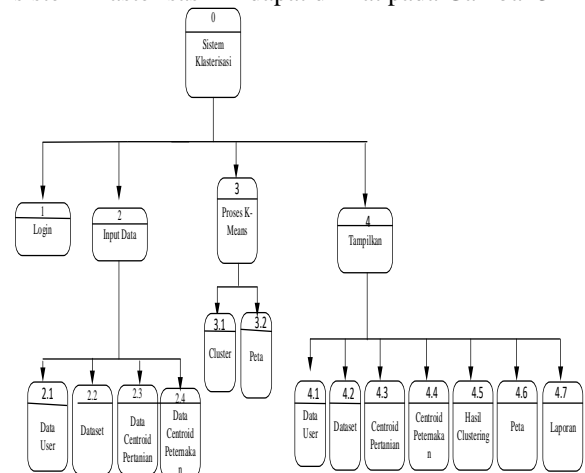 0
Sistem
Klasterisasi
1
Login
2
Input Data
3
Proses K-
Means
4
Tampilkan
3.1
Cluster
3.2
Peta
2.1
Data
User
2.2
Dataset
2.3
Data
Centroid
Pertanian
2.4
Data
Centroid
Peternaka
n
4.1
Data
User
4.2
Dataset
4.3
Centroid
Pertanian
4.4
Centroid
Peternaka
n
4.5
Hasil
Clustering
4.6
Peta
4.7
Laporan